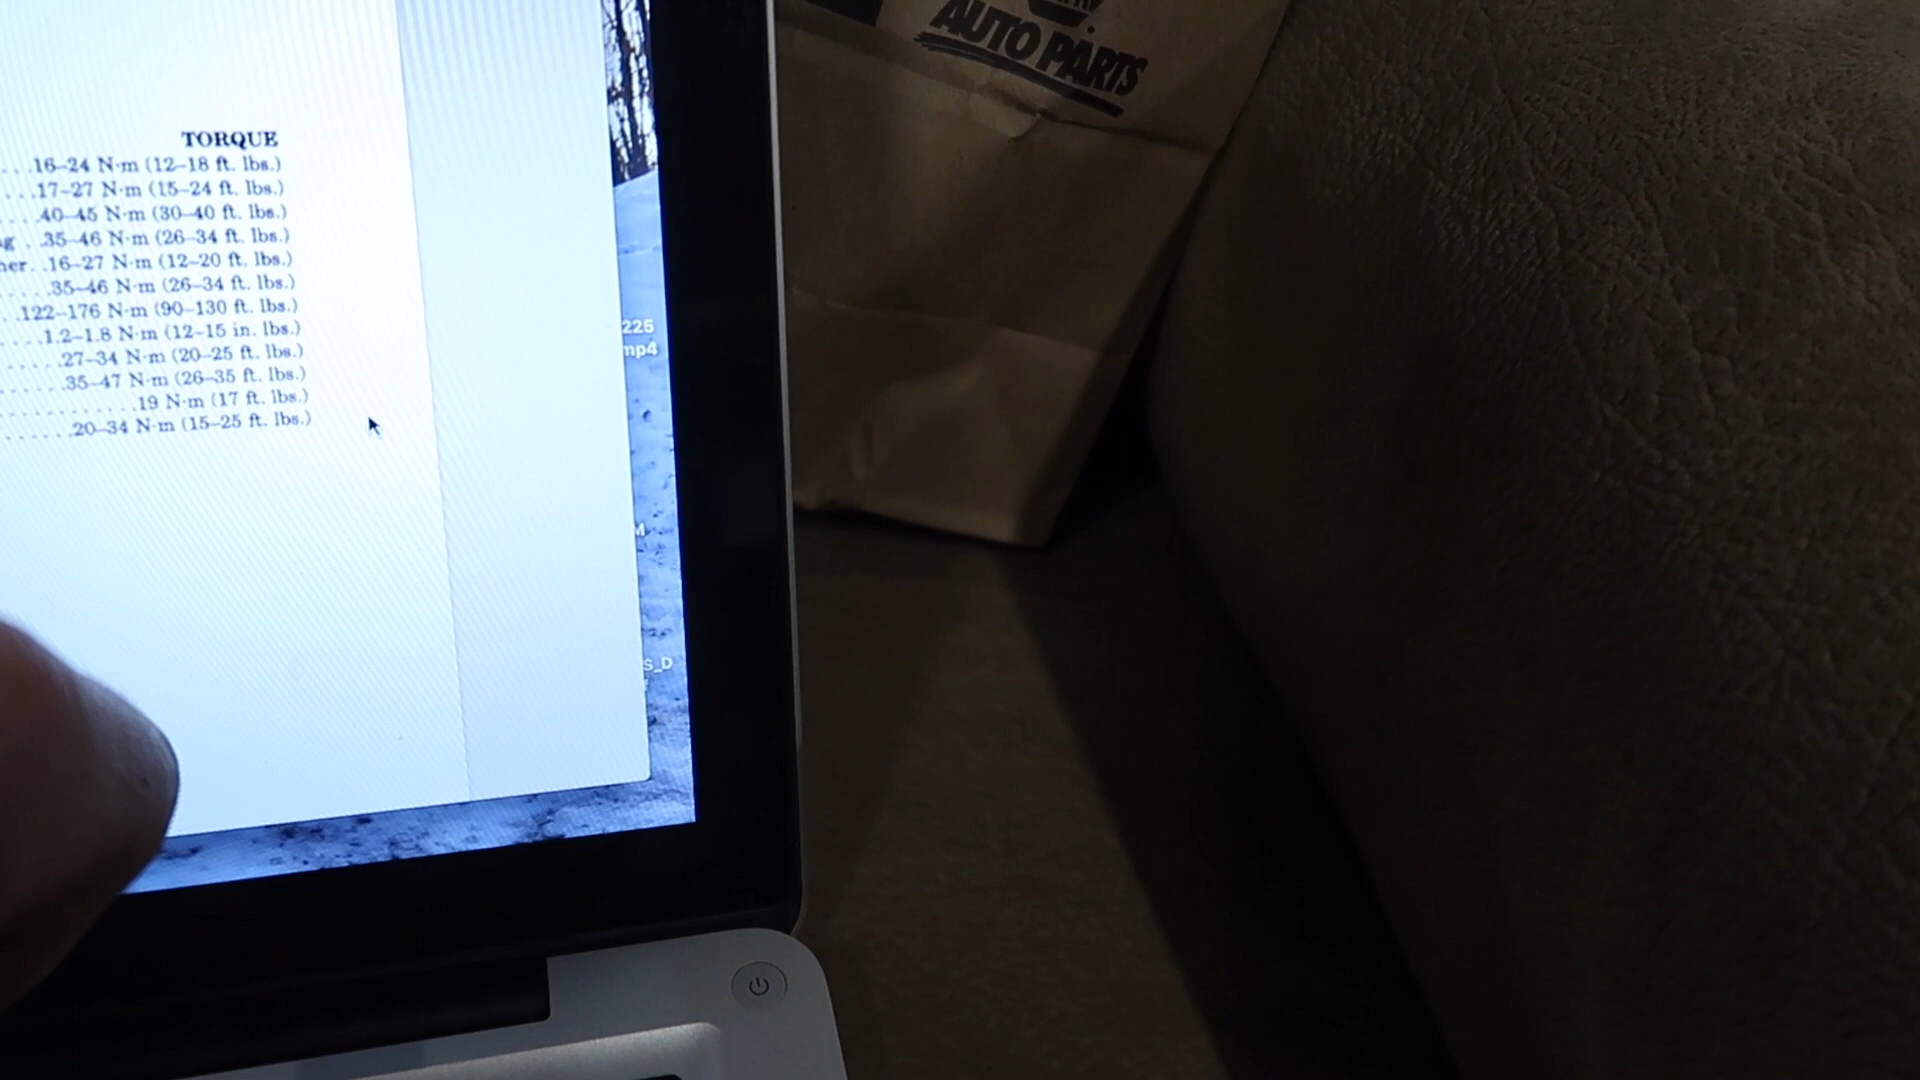 AUTO PARTS
TORQUE
...16–24 N·m (12–18 ft. lbs.)
..17–27 N·m (15–24 ft. lbs.)
....40–45 N·m (30–40 ft. lbs.)
g . .35–46 N·m (26–34 ft. lbs.)
her. .16–27 N·m (12–20 ft. lbs.)
.....35–46 N·m (26–34 ft. lbs.)
. .122–176 N·m (90–130 ft. lbs.)
....1.2–1.8 N·m (12–15 in. lbs.)
......27–34 N·m (20–25 ft. lbs.)
......35–47 N·m (26–35 ft. lbs.)
.............19 N·m (17 ft. lbs.)
.......20–34 N·m (15–25 ft. lbs.)
225
mp4
M
S_D